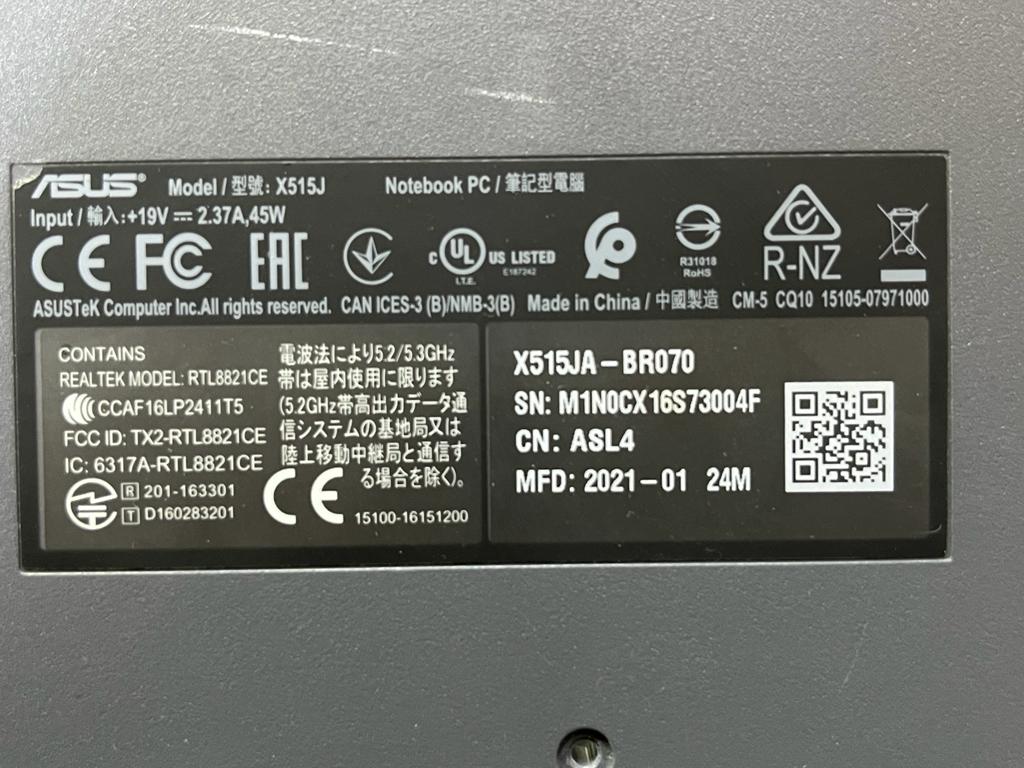 ASUS® Model / 型號: X515J Notebook PC / 筆記型電腦
Input / 輸入:+19V ⎓ 2.37A,45W
CE FC EAC c UL US LISTED
I.T.E. E187242
R31018
RoHS
R-NZ
ASUSTeK Computer Inc.All rights reserved. CAN ICES-3 (B)/NMB-3(B) Made in China / 中國製造 CM-5 CQ10 15105-07971000
CONTAINS
REALTEK MODEL: RTL8821CE
CCAF16LP2411T5
FCC ID: TX2-RTL8821CE
IC: 6317A-RTL8821CE
R 201-163301
T D160283201
電波法により5.2/5.3GHz
帯は屋内使用に限ります
(5.2GHz帯高出力データ通
信システムの基地局又は
陸上移動中継局と通信す
る場合を除く)。
CE 15100-16151200
X515JA-BR070
SN: M1N0CX16S73004F
CN: ASL4
MFD: 2021-01 24M